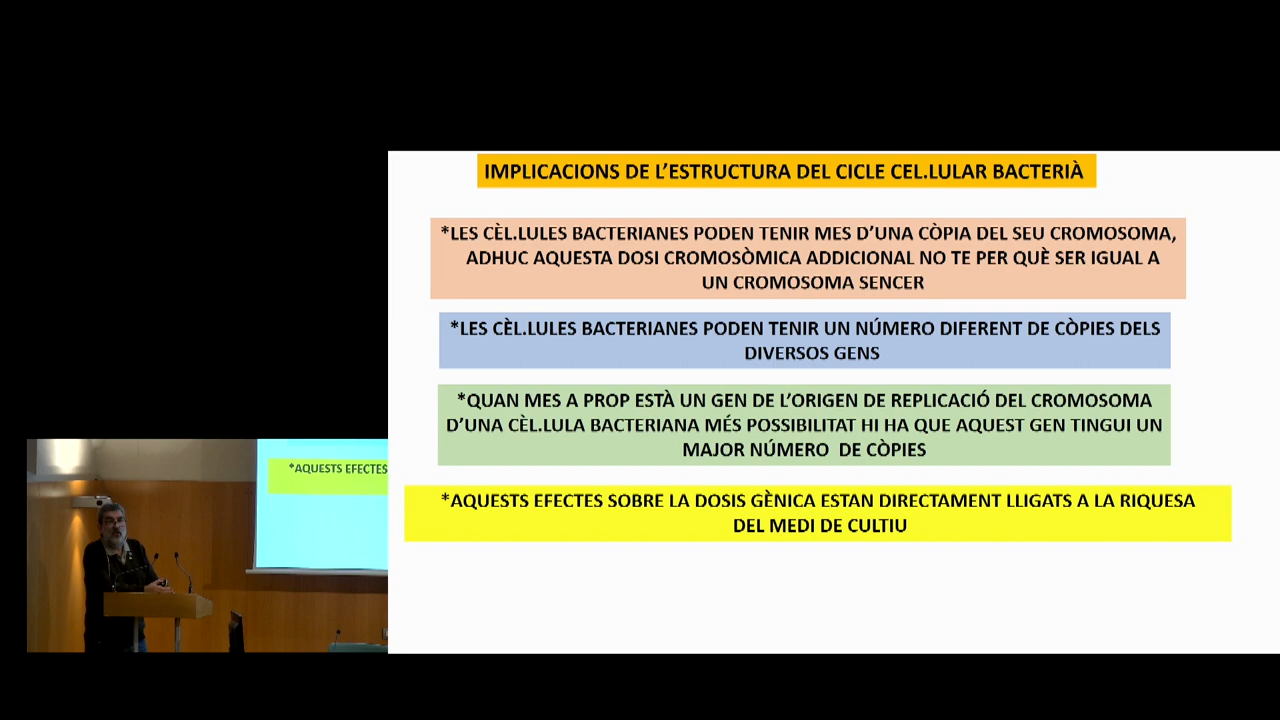 IMPLICACIONS DE L'ESTRUCTURA DEL CICLE CEL.LULAR BACTERIÀ
*LES CÈL.LULES BACTERIANES PODEN TENIR MES D'UNA CÒPIA DEL SEU CROMOSOMA,
ADHUC AQUESTA DOSI CROMOSÒMICA ADDICIONAL NO TE PER QUÈ SER IGUAL A
UN CROMOSOMA SENCER
*LES CÈL.LULES BACTERIANES PODEN TENIR UN NÚMERO DIFERENT DE CÒPIES DELS
DIVERSOS GENS
*QUAN MES A PROP ESTÀ UN GEN DE L'ORIGEN DE REPLICACIÓ DEL CROMOSOMA
D'UNA CÈL.LULA BACTERIANA MÉS POSSIBILITAT HI HA QUE AQUEST GEN TINGUI UN
MAJOR NÚMERO DE CÒPIES
*AQUESTS EFECTES SOBRE LA DOSIS GÈNICA ESTAN DIRECTAMENT LLIGATS A LA RIQUESA
DEL MEDI DE CULTIU
*AQUESTS EFECTES